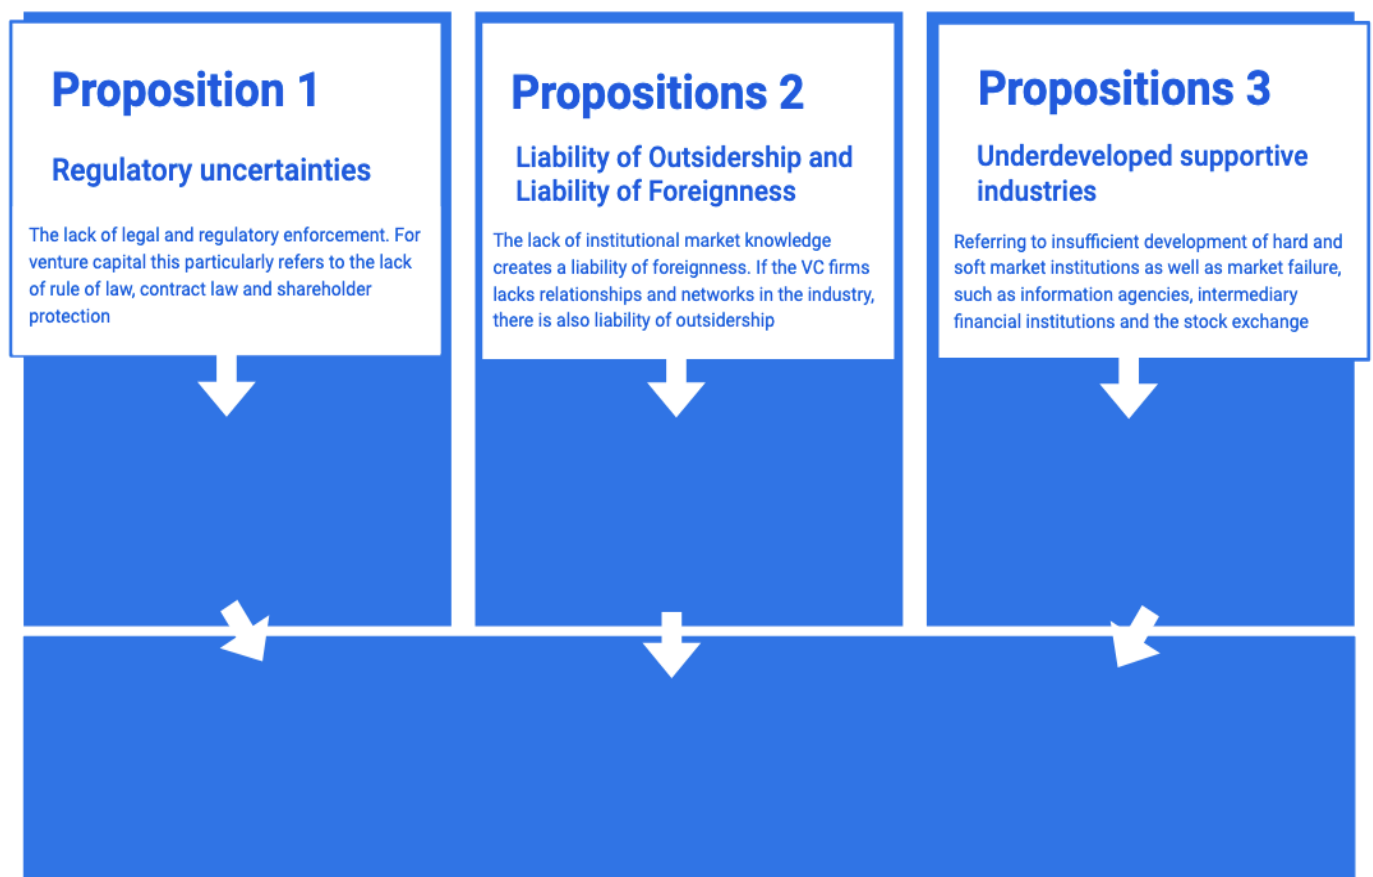 Proposition 1
Regulatory uncertainties
The lack of legal and regulatory enforcement. For
venture capital this particularly refers to the lack
of rule of law, contract law and shareholder
protection
Propositions 2
Liability of Outsidership and
Liability of Foreignness
The lack of institutional market knowledge
creates a liability of foreignness. If the VC firms
lacks relationships and networks in the industry,
there is also liability of outsidership
Propositions 3
Underdeveloped supportive
industries
Referring to insufficient development of hard and
soft market institutions as well as market failure,
such as information agencies, intermediary
financial institutions and the stock exchange